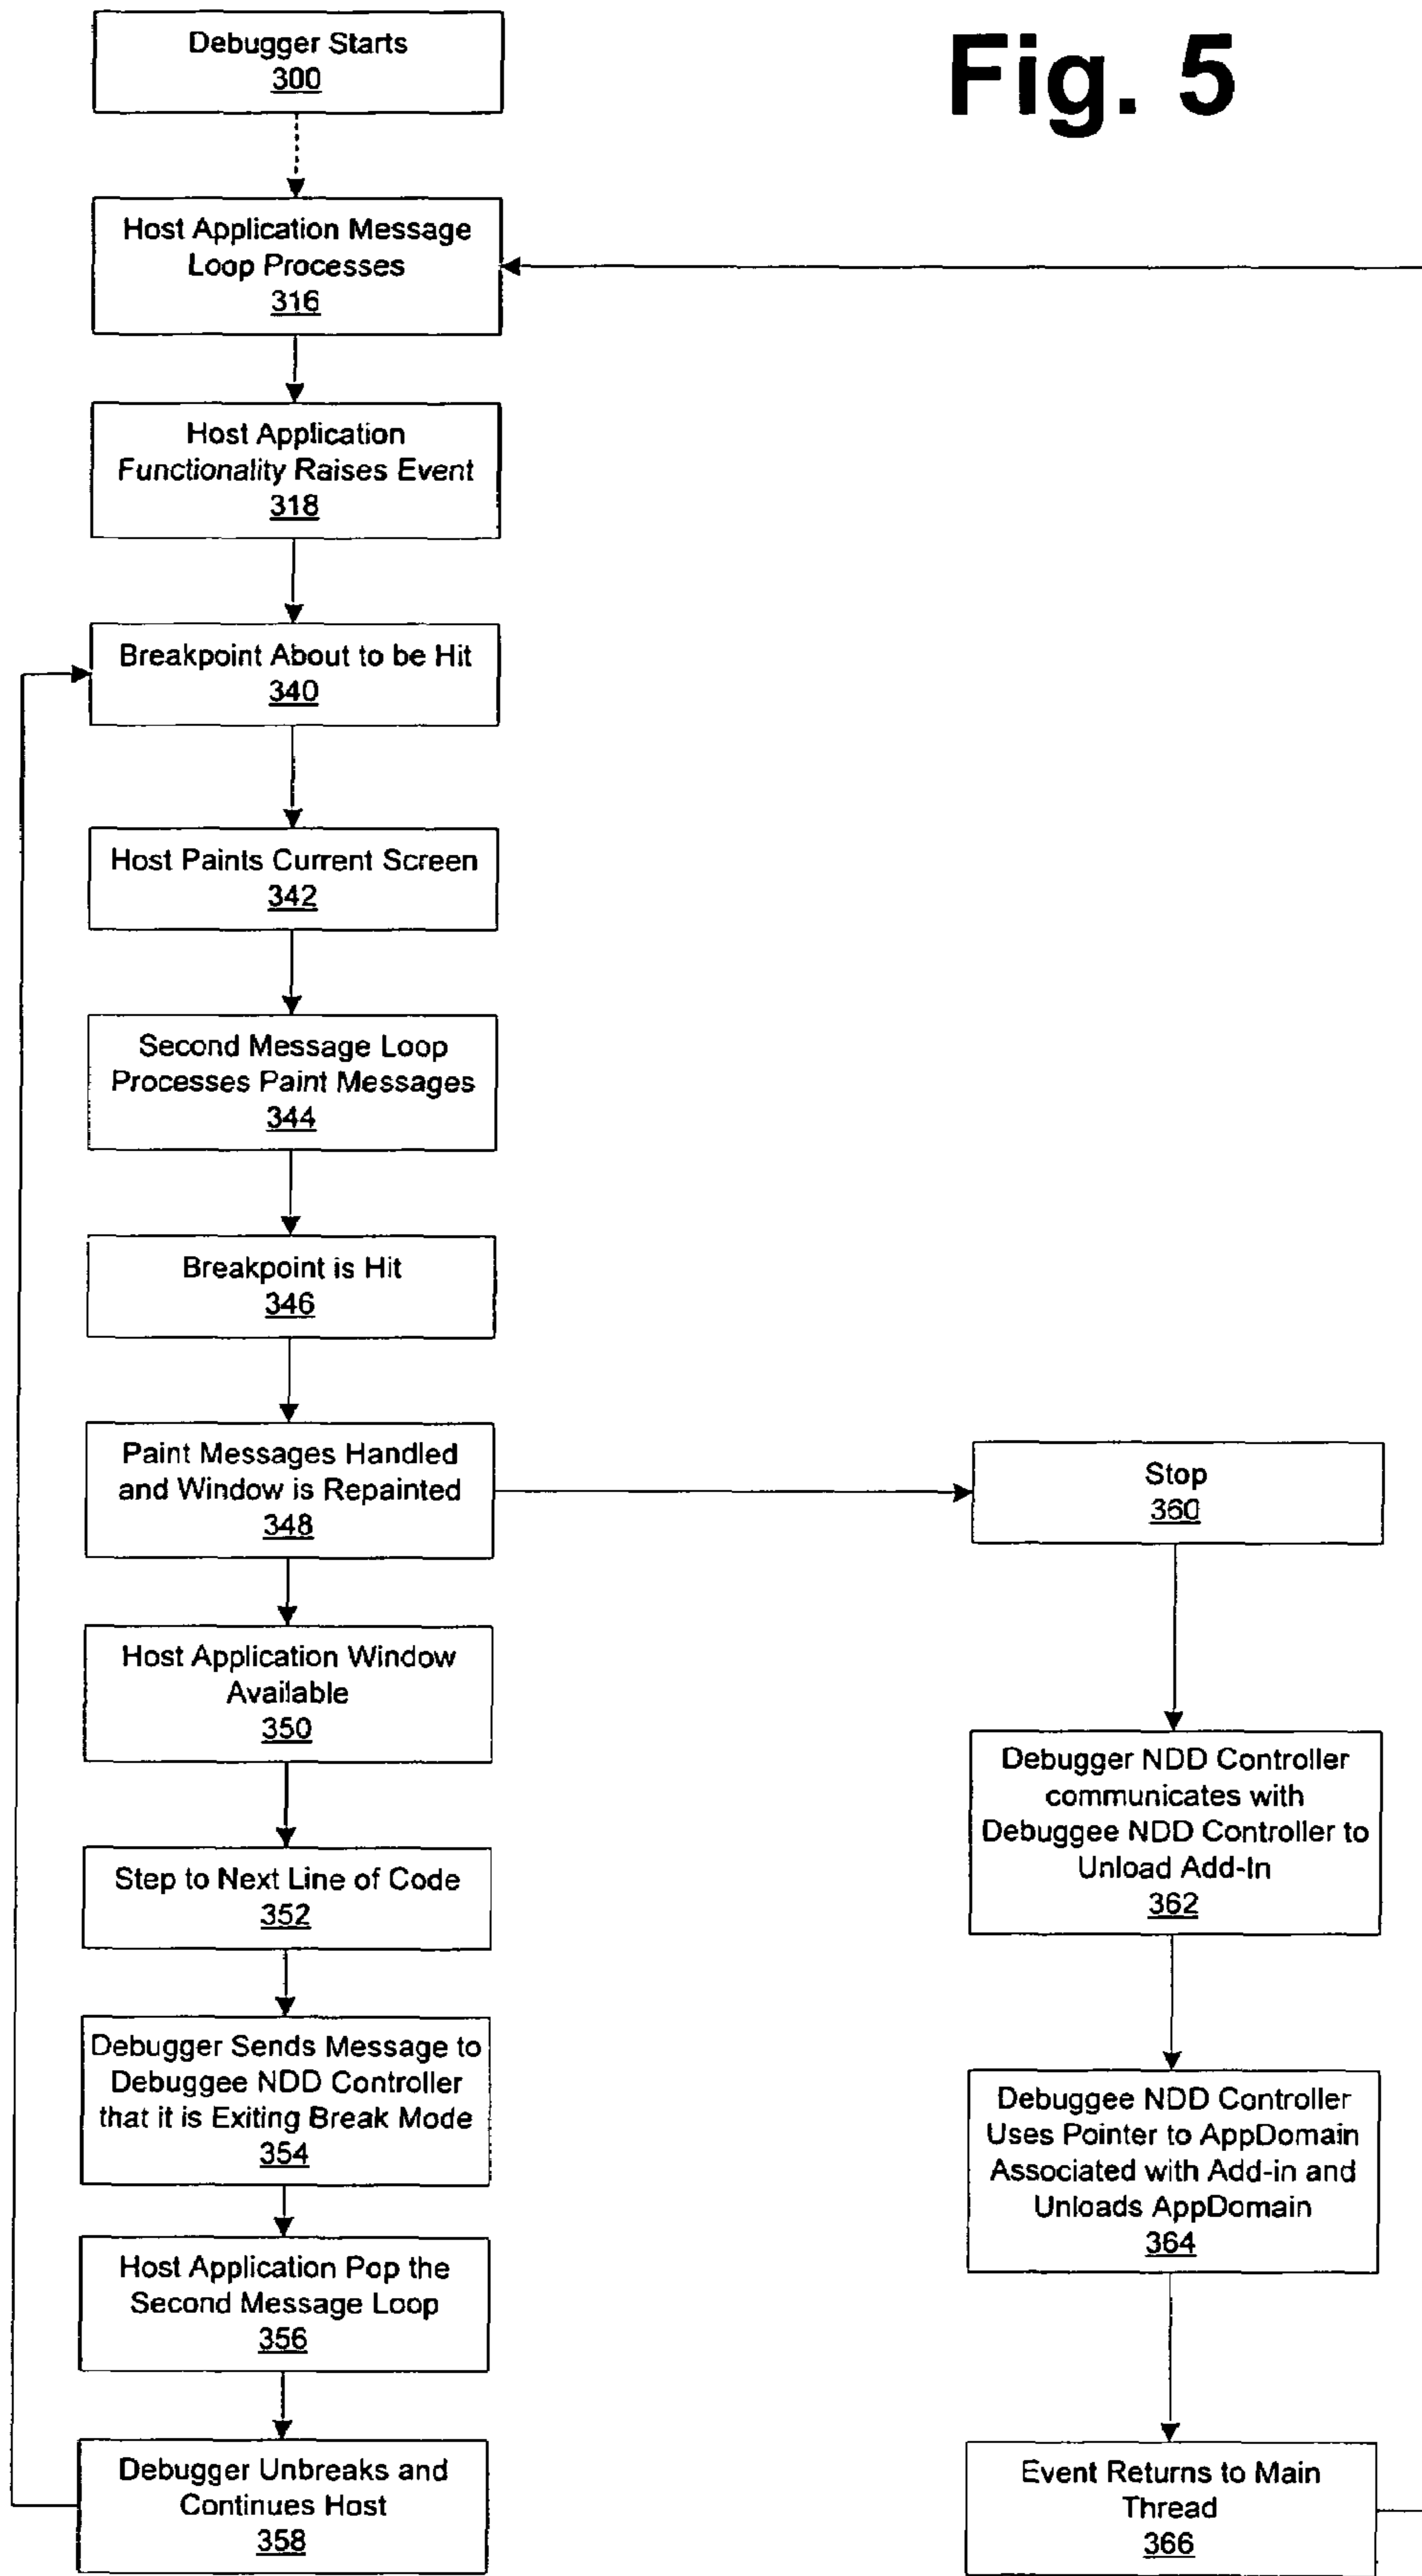 Fig. 5
Debugger Starts
300
Host Application Message
Loop Processes
316
Host Application
Functionality Raises Event
318
Breakpoint About to be Hit
340
Host Paints Current Screen
342
Second Message Loop
Processes Paint Messages
344
Breakpoint is Hit
346
Paint Messages Handled
and Window is Repainted
348
Host Application Window
Available
350
Step to Next Line of Code
352
Debugger Sends Message to
Debuggee NDD Controller
that it is Exiting Break Mode
354
Host Application Pop the
Second Message Loop
356
Debugger Unbreaks and
Continues Host
358
Stop
360
Debugger NDD Controller
communicates with
Debuggee NDD Controller to
Unload Add-In
362
Debuggee NDD Controller
Uses Pointer to AppDomain
Associated with Add-in and
Unloads AppDomain
364
Event Returns to Main
Thread
366